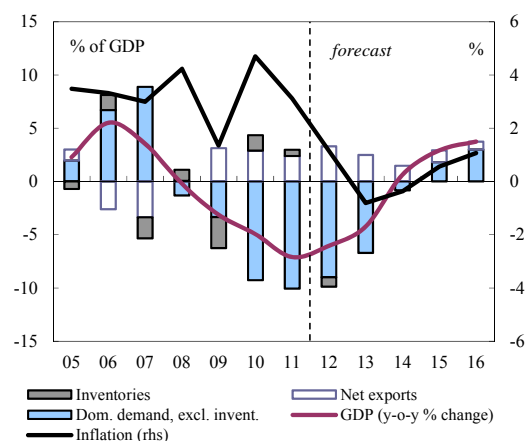 % of GDP
forecast
%
15
10
5
0
-5
-10
-15
6
4
2
0
-2
-4
-6
05 06 07 08 09 10 11 12 13 14 15 16
Inventories
Net exports
Dom. demand, excl. invent.
GDP (y-o-y % change)
Inflation (rhs)